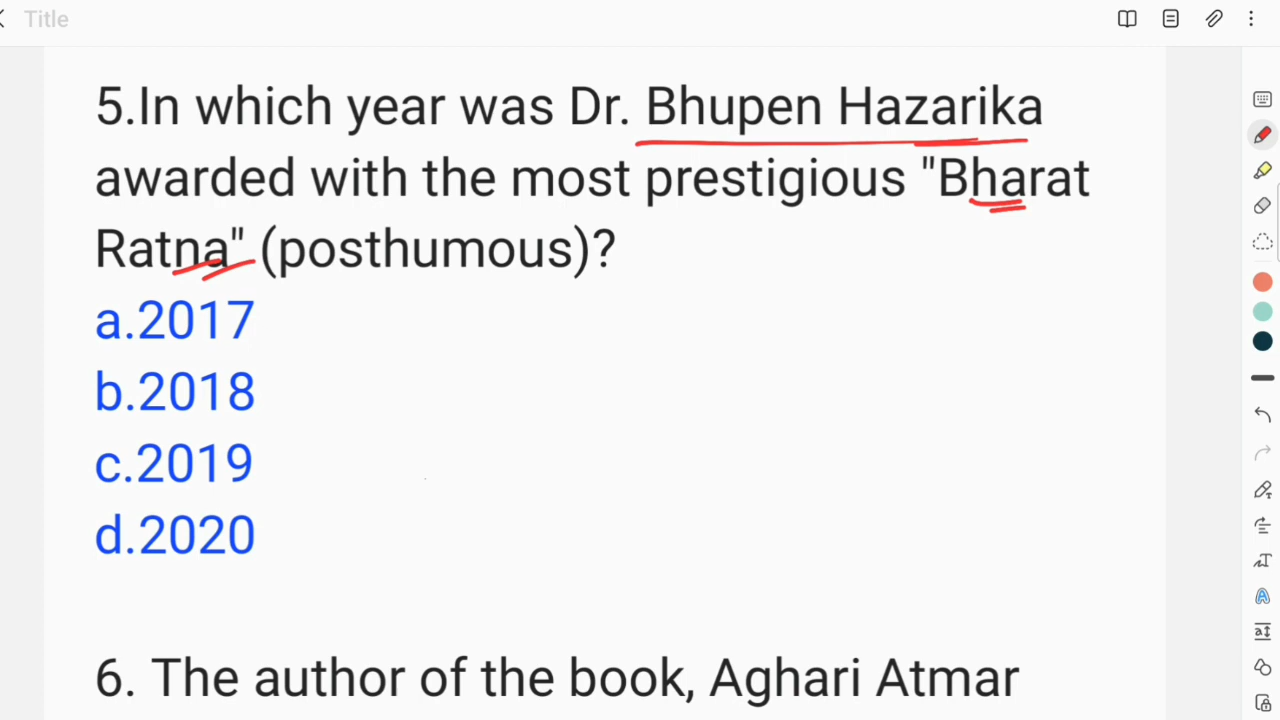 Title
5.In which year was Dr. Bhupen Hazarika
awarded with the most prestigious "Bharat
Ratna" (posthumous)?
a.2017
b.2018
c.2019
d.2020
6. The author of the book, Aghari Atmar